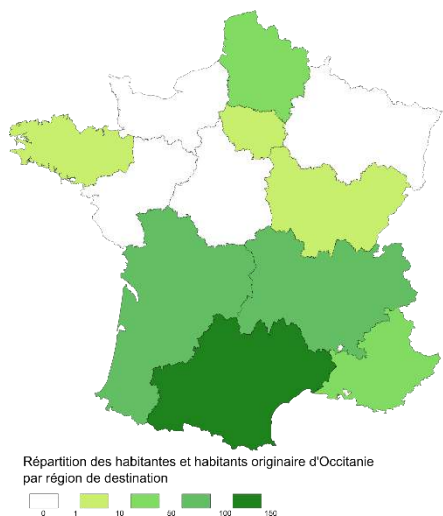 Répartition des habitantes et habitants originaire d'Occitanie
par région de destination
0 1 10 50 100 150